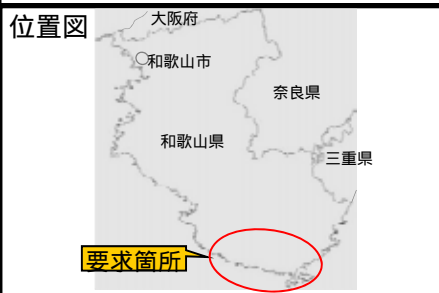 位置図
大阪府
和歌山市
奈良県
和歌山県
三重県
要求箇所